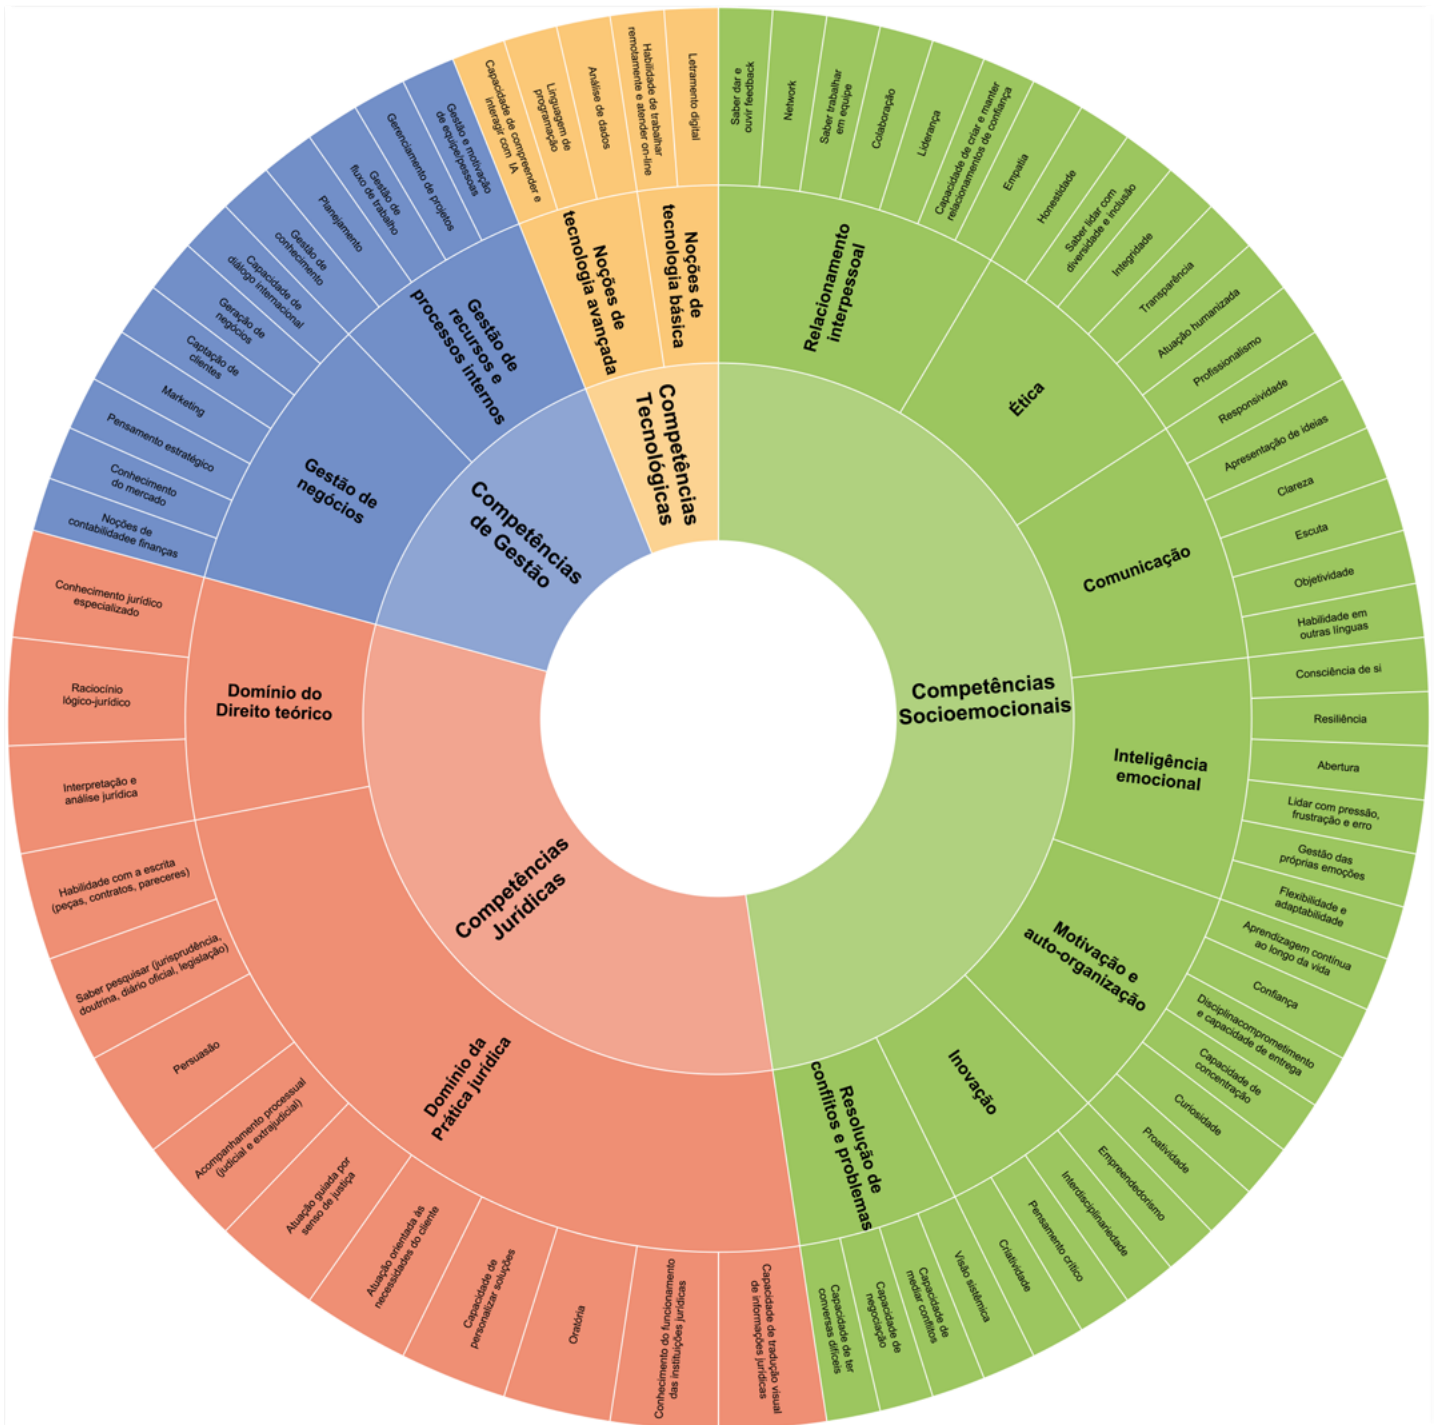 Competências
Socioemocionais
Relacionamento
interpessoal
Saber dar e
ouvir feedback
Network
Saber trabalhar
em equipe
Colaboração
Liderança
Capacidade de criar e manter
relacionamentos de confiança
Empatia
Ética
Honestidade
Saber lidar com
diversidade e inclusão
Integridade
Transparência
Atuação humanizada
Profissionalismo
Responsividade
Comunicação
Apresentação de ideias
Clareza
Escuta
Objetividade
Habilidade em
outras línguas
Inteligência
emocional
Consciência de si
Resiliência
Abertura
Lidar com pressão,
frustração e erro
Gestão das
próprias emoções
Flexibilidade e
adaptabilidade
Motivação e
auto-organização
Aprendizagem contínua
ao longo da vida
Confiança
Disciplinacomprometimento
e capacidade de entrega
Capacidade de
concentração
Curiosidade
Proatividade
Inovação
Empreendedorismo
Interdisciplinariedade
Pensamento crítico
Criatividade
Resolução de
conflitos e problemas
Visão sistêmica
Capacidade de
mediar conflitos
Capacidade de
negociação
Capacidade de ter
conversas difíceis
Competências
Jurídicas
Domínio da
Prática jurídica
Capacidade de tradução visual
de informações jurídicas
Conhecimento do funcionamento
das instituições jurídicas
Oratória
Capacidade de
personalizar soluções
Atuação orientada às
necessidades do cliente
Atuação guiada por
senso de justiça
Acompanhamento processual
(judicial e extrajudicial)
Persuasão
Saber pesquisar (jurisprudência,
doutrina, diário oficial, legislação)
Habilidade com a escrita
(peças, contratos, pareceres)
Domínio do
Direito teórico
Interpretação e
análise jurídica
Raciocínio
lógico-jurídico
Conhecimento jurídico
especializado
Competências
de Gestão
Gestão de
negócios
Noções de
contabilidadee finanças
Conhecimento
do mercado
Pensamento estratégico
Marketing
Captação de
clientes
Geração de
negócios
Capacidade de
diálogo internacional
Gestão de
recursos e
processos internos
Gestão de
conhecimento
Planejamento
Gestão de
fluxo de trabalho
Gerenciamento de projetos
Gestão e motivação
de equipe/pessoas
Competências
Tecnológicas
Noções de
tecnologia avançada
Capacidade de compreender e
interagir com IA
Linguagem de
programação
Análise de dados
Noções de
tecnologia básica
Habilidade de trabalhar
remotamente e atender on-line
Letramento digital